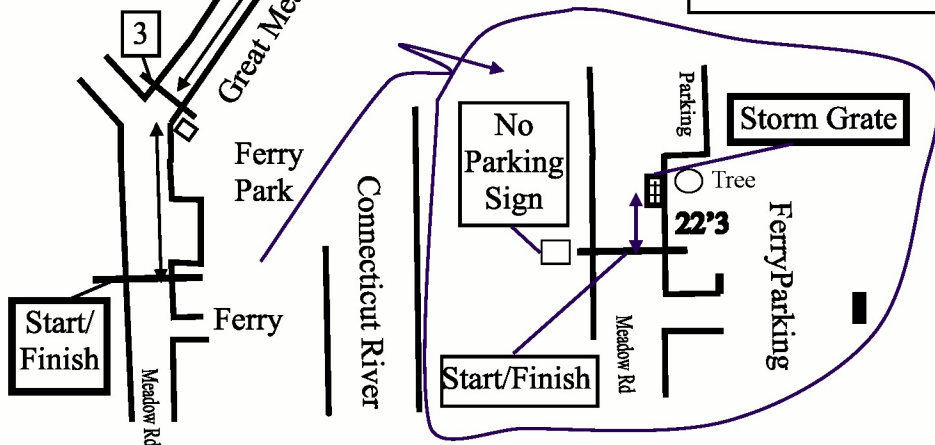 3
Great Mea
Ferry
Park
Connecticut River
Start/
Finish
Ferry
Meadow Rd
No
Parking
Sign
Parking
Storm Grate
Tree
22'3
FerryParking
Start/Finish
Meadow Rd